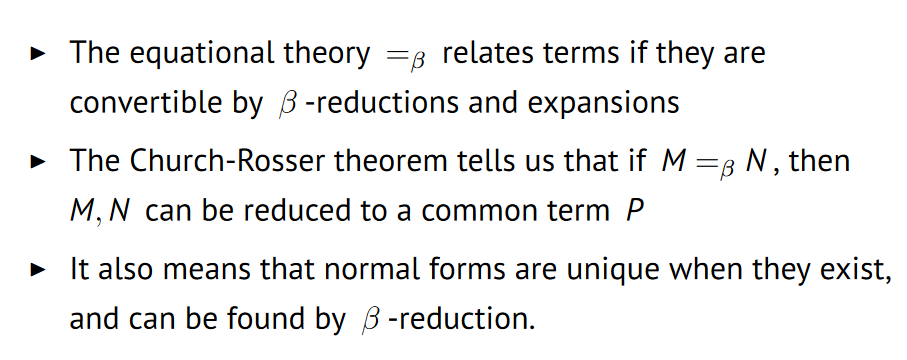 ▶ The equational theory =β relates terms if they are
convertible by β-reductions and expansions
▶ The Church-Rosser theorem tells us that if M =β N, then
M, N can be reduced to a common term P
▶ It also means that normal forms are unique when they exist,
and can be found by β-reduction.